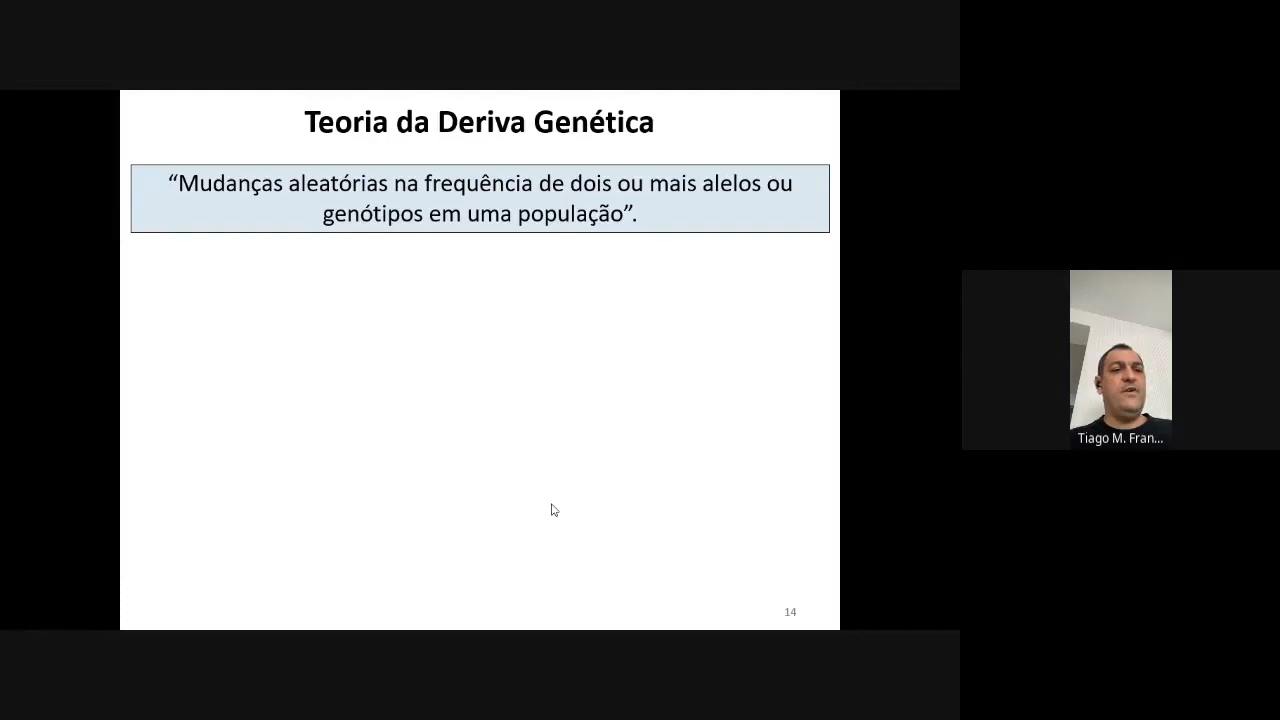 Teoria da Deriva Genética
“Mudanças aleatórias na frequência de dois ou mais alelos ou
genótipos em uma população”.
Tiago M. Fran...
14